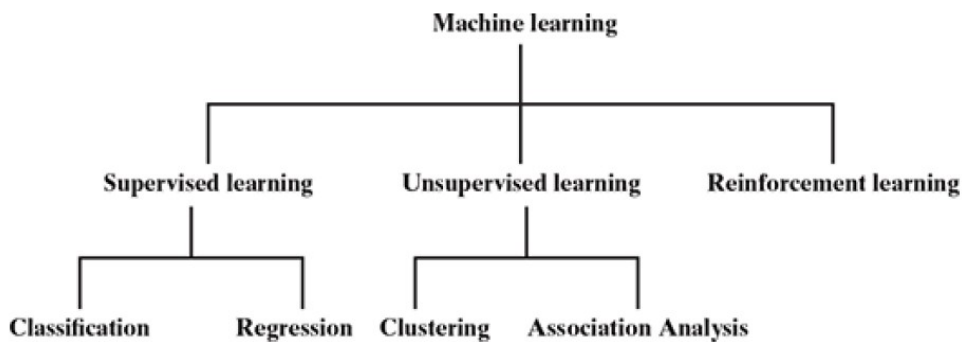 Machine learning
Supervised learning Unsupervised learning Reinforcement learning
Classification Regression Clustering Association Analysis